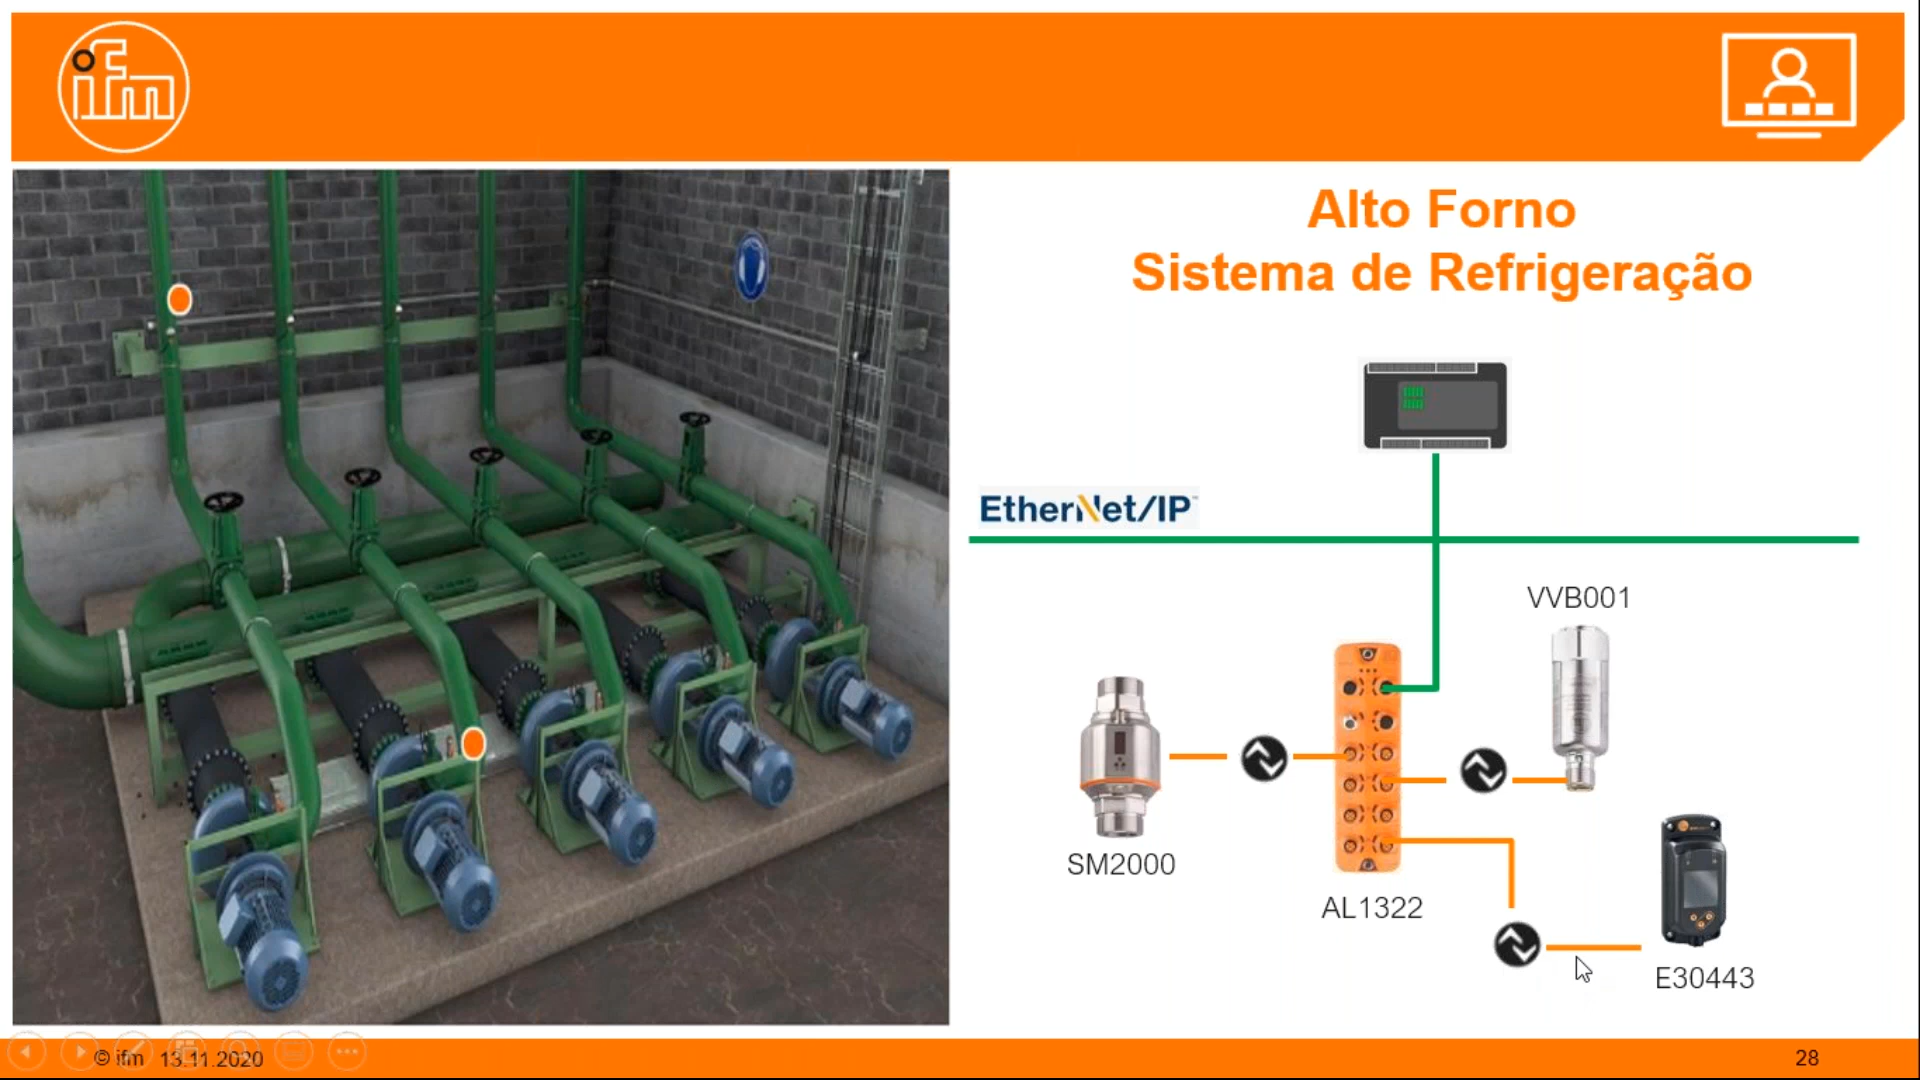 ifm
Alto Forno
Sistema de Refrigeração
EtherNet/IP
VVB001
SM2000
AL1322
E30443
© ifm 13.11.2020
28